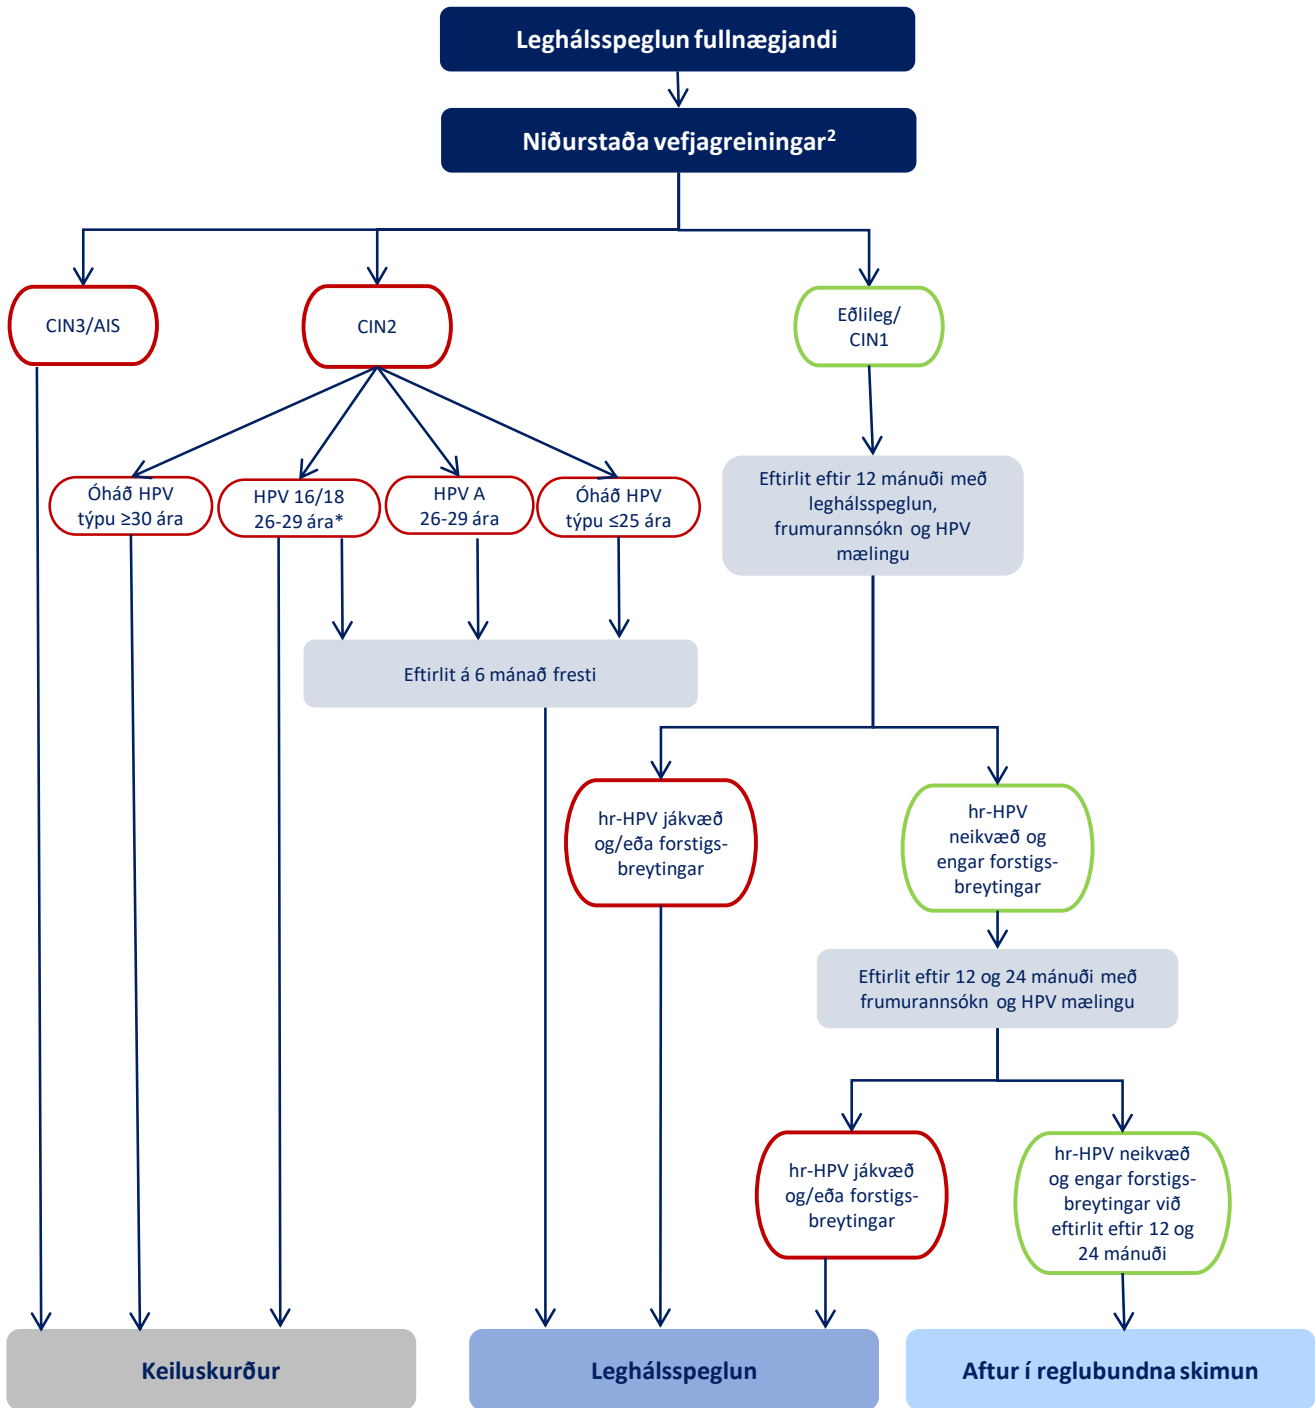 Leghálsspeglun fullnægjandi
Niðurstaða vefjagreiningar²
CIN3/AIS
CIN2
Eðlileg/
CIN1
Óháð HPV
týpu ≥30 ára
HPV 16/18
26-29 ára*
HPV A
26-29 ára
Óháð HPV
týpu ≤25 ára
Eftirlit eftir 12 mánuði með
leghálsspeglun,
frumurannsókn og HPV
mælingu
Eftirlit á 6 mánað fresti
hr-HPV jákvæð
og/eða forstigs-
breytingar
hr-HPV
neikvæð og
engar forstigs-
breytingar
Eftirlit eftir 12 og 24 mánuði með
frumurannsókn og HPV mælingu
hr-HPV jákvæð
og/eða forstigs-
breytingar
hr-HPV neikvæð
og engar forstigs-
breytingar við
eftirlit eftir 12 og
24 mánuði
Keiluskurður
Leghálsspeglun
Aftur í reglubundna skimun